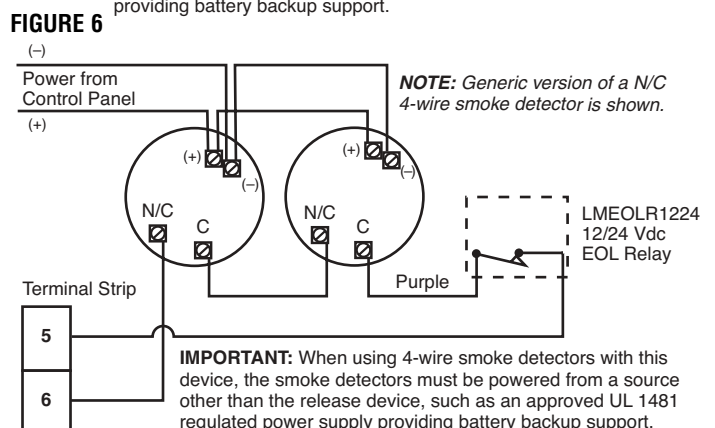 providing battery backup support.
FIGURE 6
(–)
Power from
Control Panel
(+)
NOTE: Generic version of a N/C
4-wire smoke detector is shown.
(+)
(–)
(+)
(–)
N/C
C
N/C
C
LMEOLR1224
12/24 Vdc
EOL Relay
Purple
Terminal Strip
5
6
IMPORTANT: When using 4-wire smoke detectors with this
device, the smoke detectors must be powered from a source
other than the release device, such as an approved UL 1481
regulated power supply providing battery backup support.